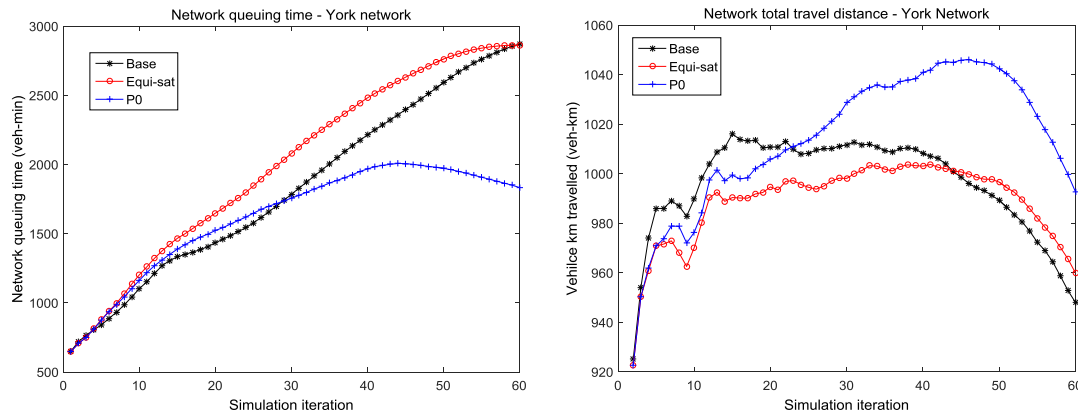 Network queuing time - York network
Network queuing time (veh-min)
3000
2500
2000
1500
1000
500
Base
Equi-sat
P0
0 10 20 30 40 50 60
Simulation iteration
Network total travel distance - York Network
Vehilce km travelled (veh-km)
1060
1040
1020
1000
980
960
940
920
Base
Equi-sat
P0
0 10 20 30 40 50 60
Simulation iteration